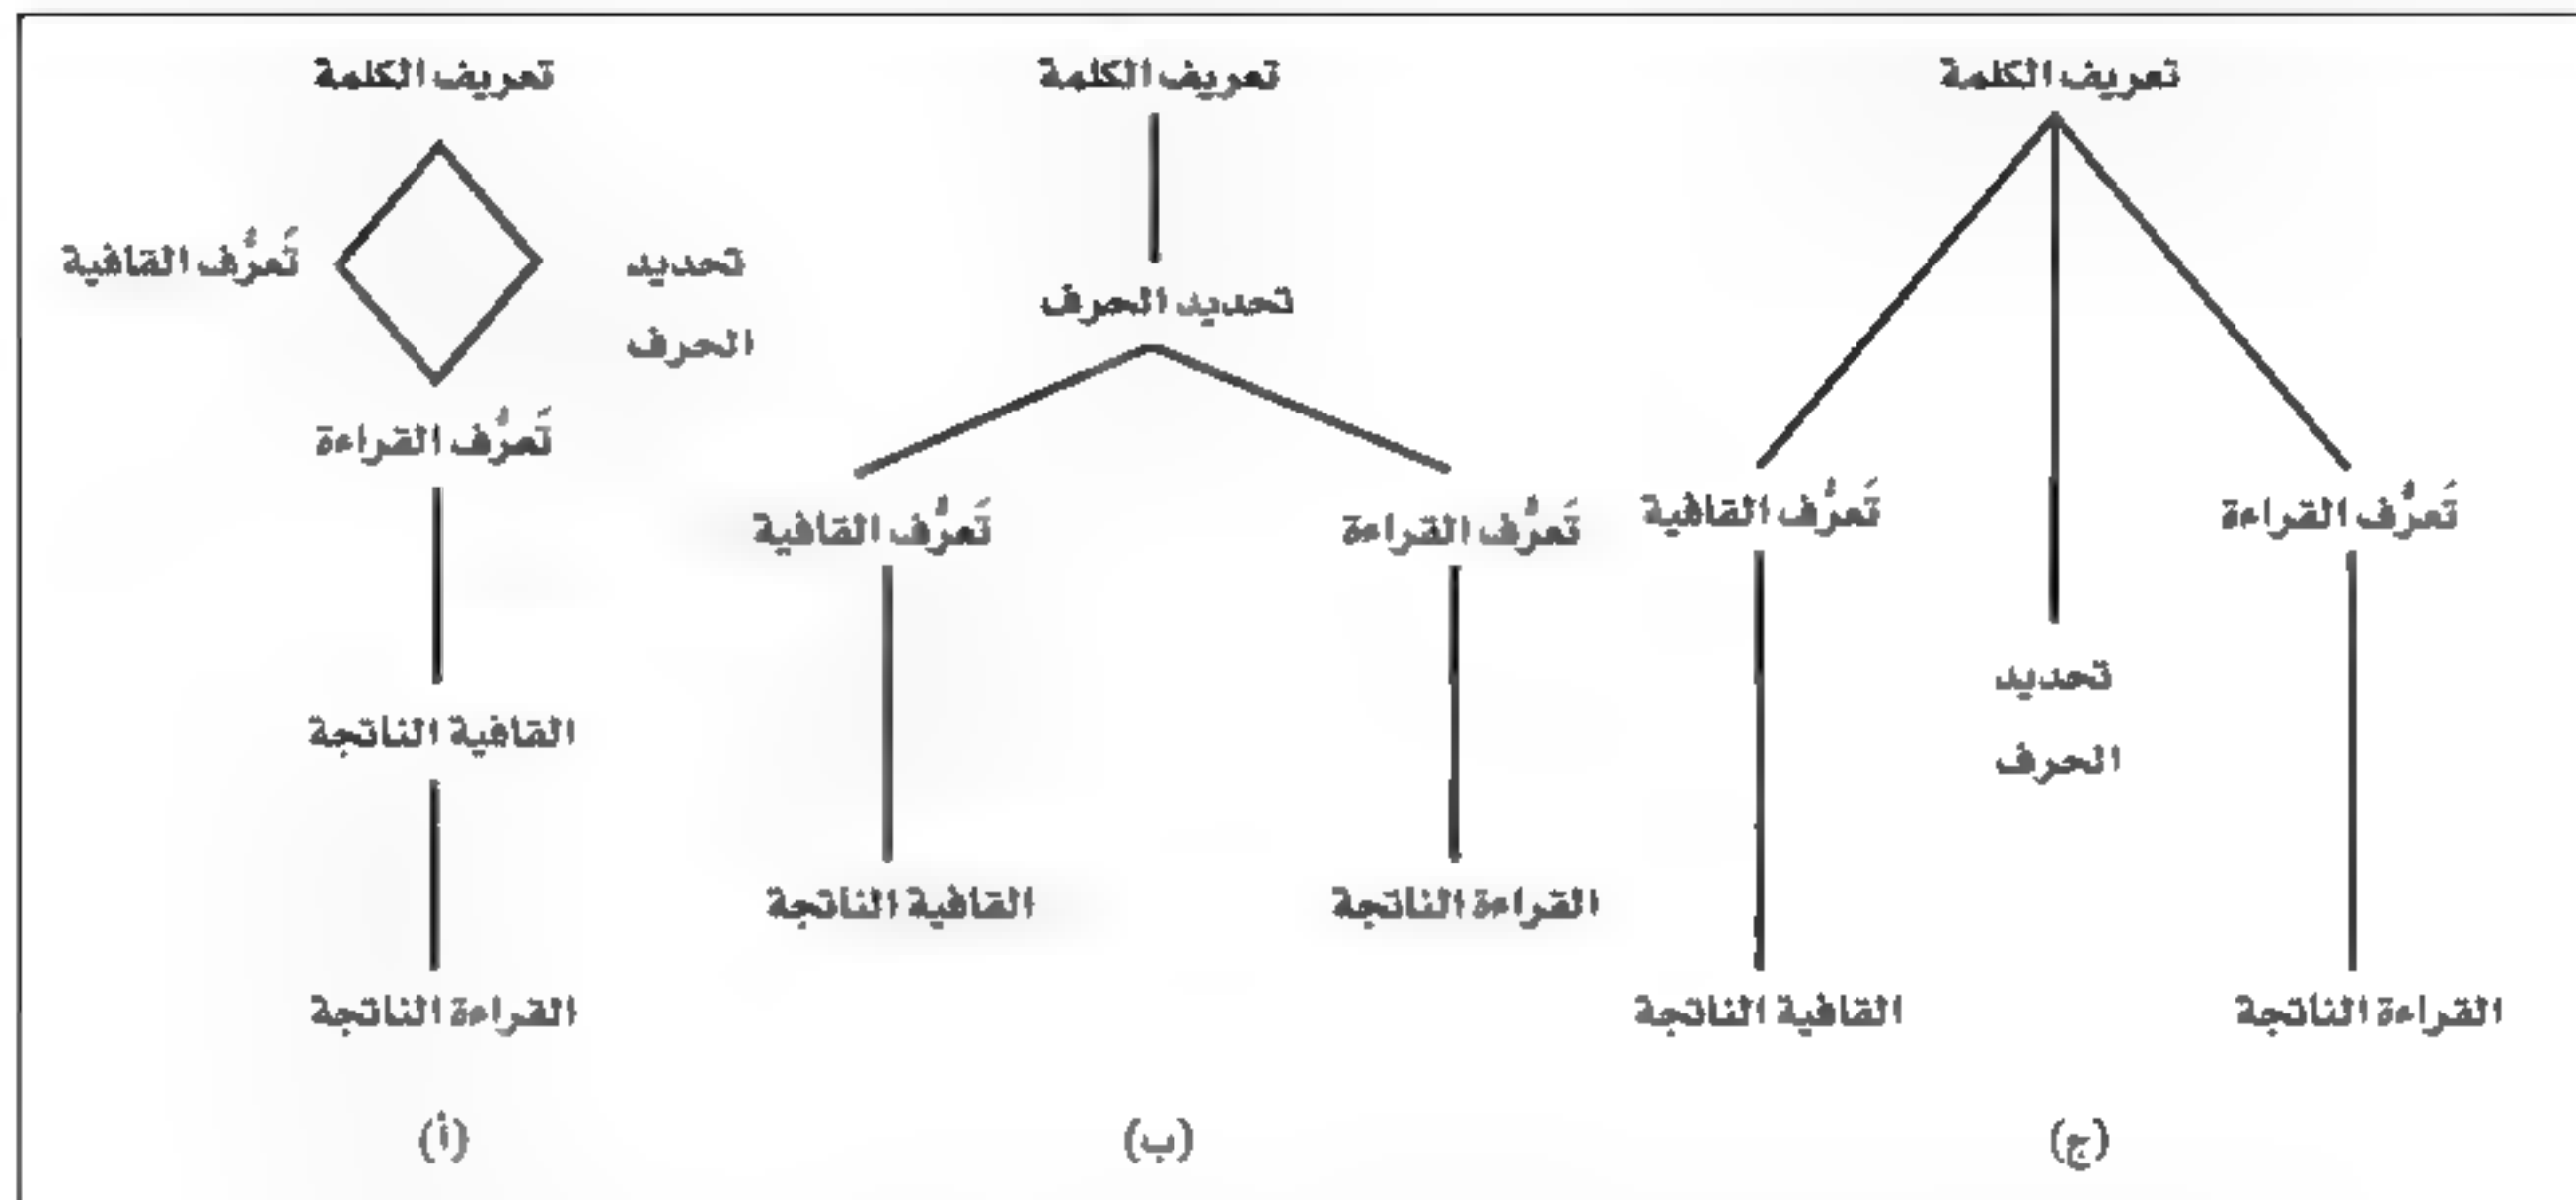 تعريف الكلمة
تَعرُّف القافية
تحديد
الحرف
تَعرُّف القراءة
القافية الناتجة
القراءة الناتجة
(أ)
تعريف الكلمة
تحديد الحرف
تَعرُّف القافية
تَعرُّف القراءة
القافية الناتجة
القراءة الناتجة
(ب)
تعريف الكلمة
تَعرُّف القافية
تَعرُّف القراءة
تحديد
الحرف
القافية الناتجة
القراءة الناتجة
(ج)